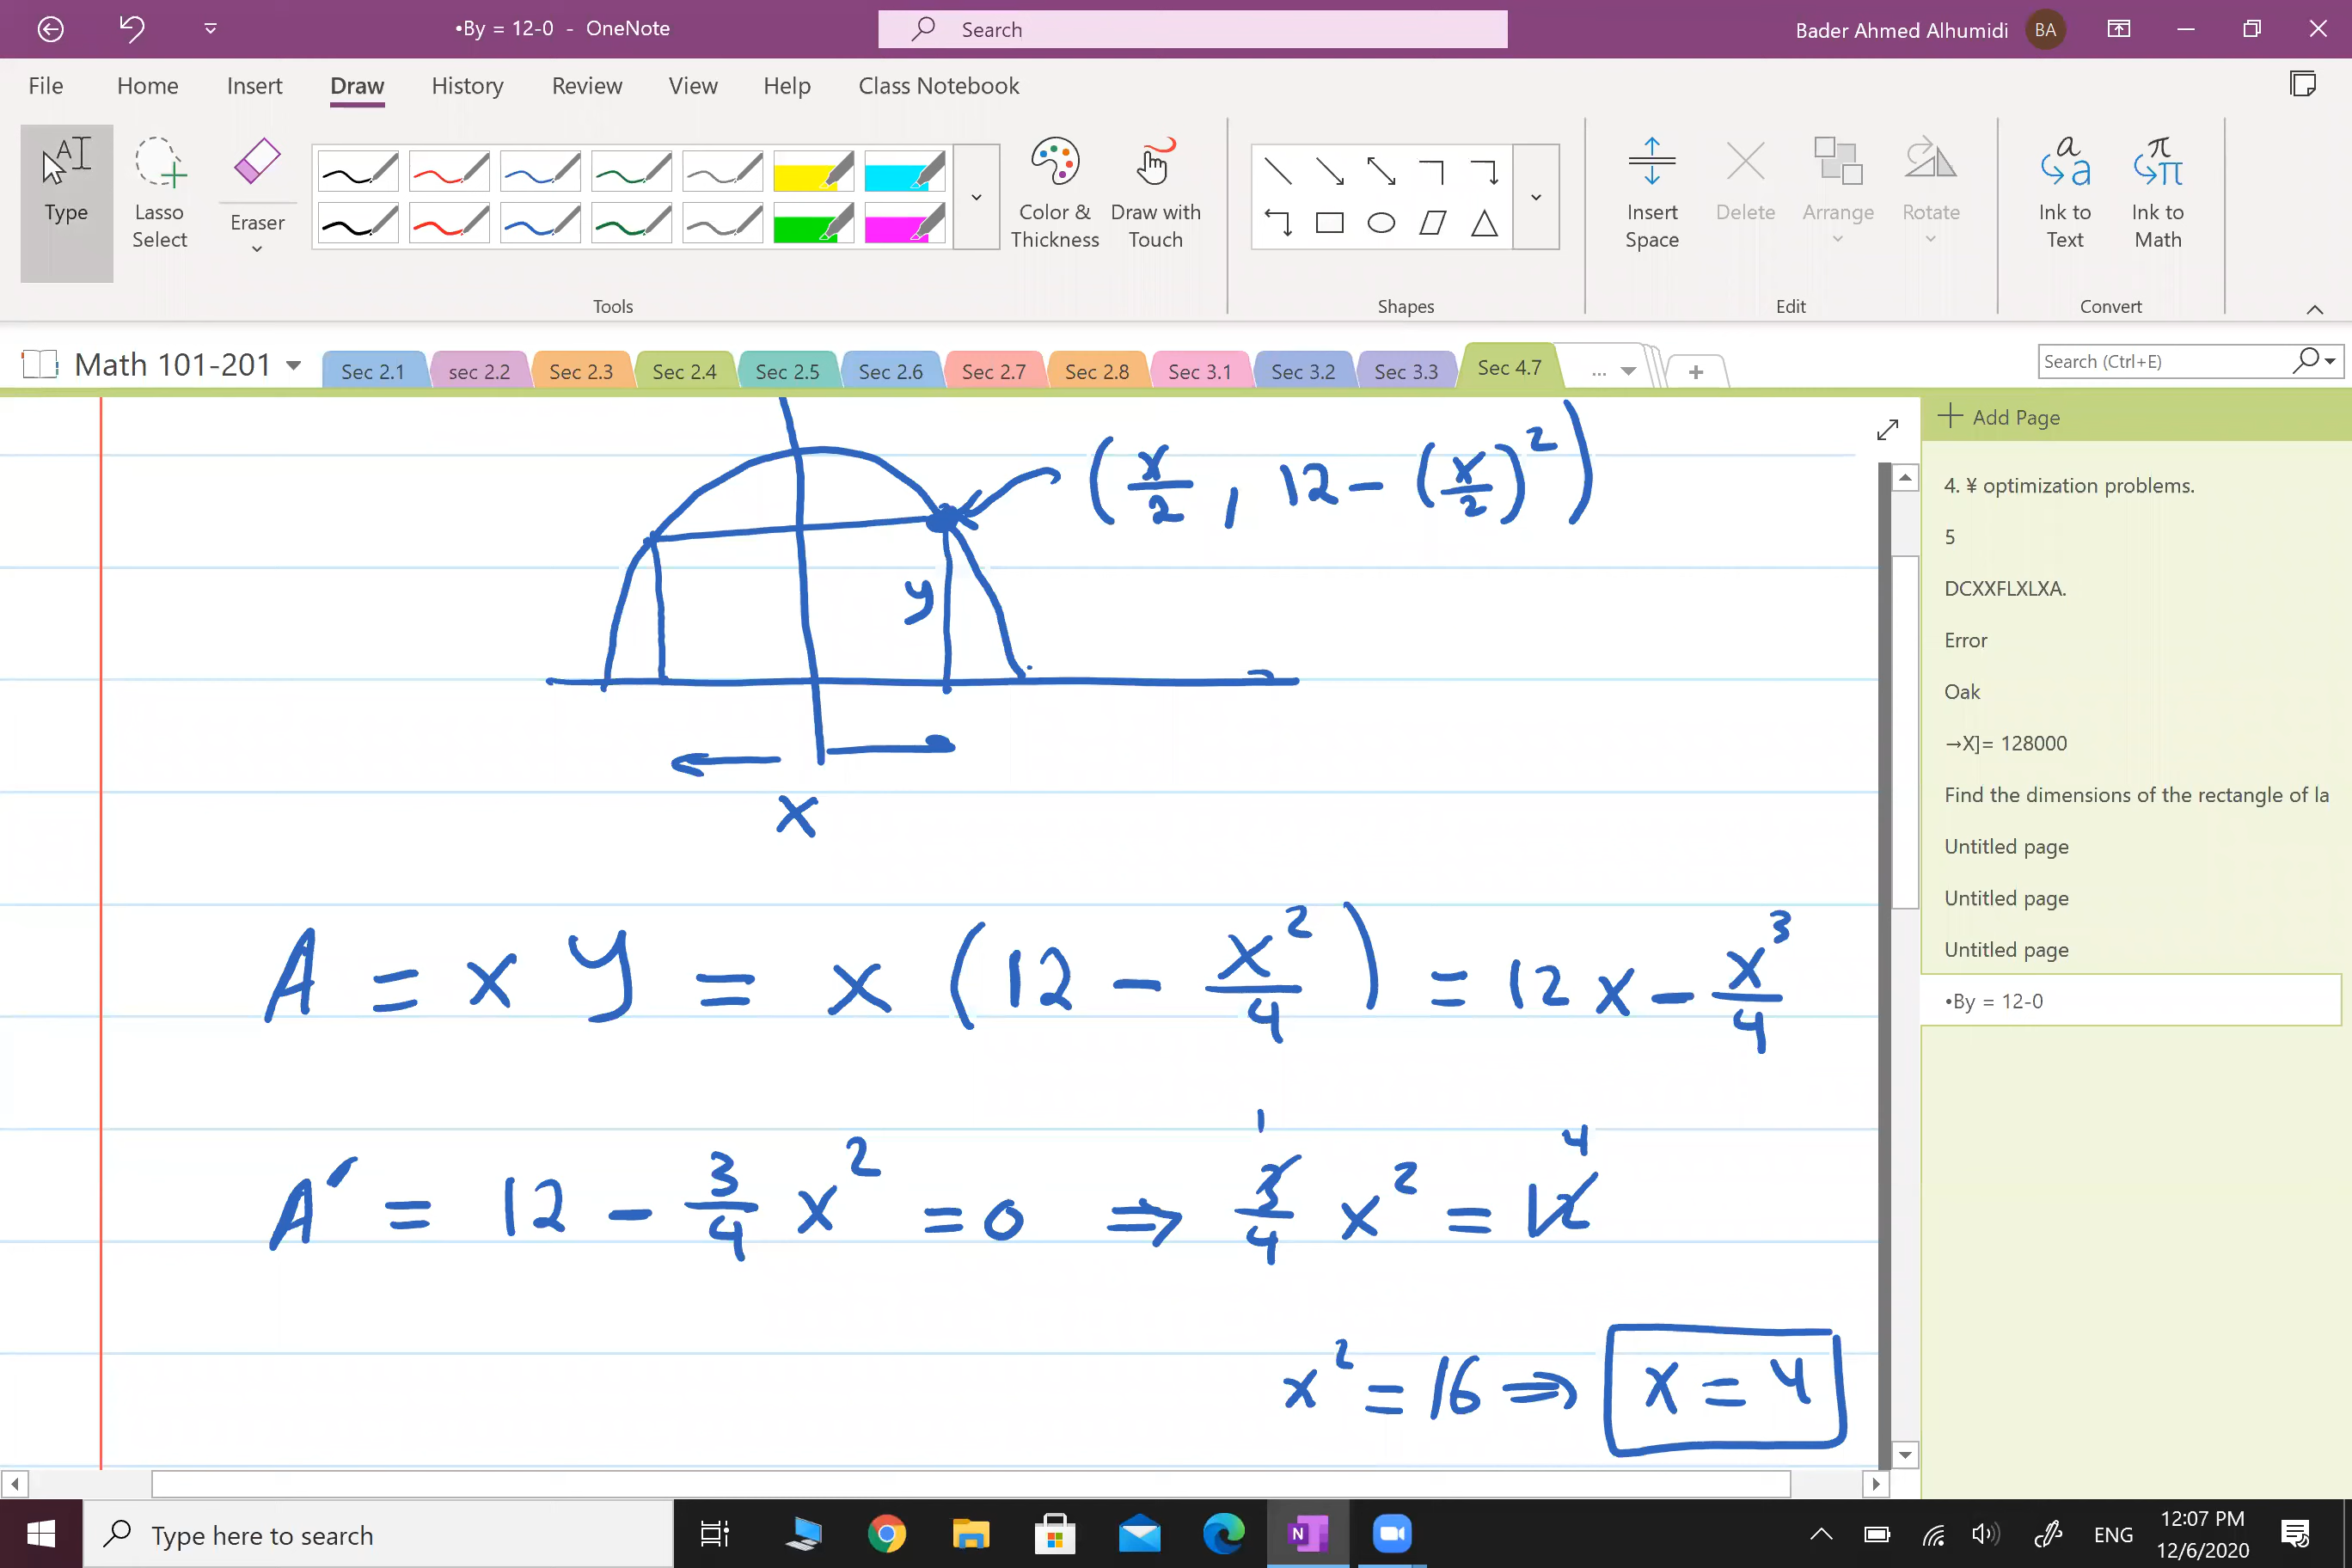 •By = 12-0 - OneNote
Search
Bader Ahmed Alhumidi
BA
File Home Insert Draw History Review View Help Class Notebook
Type
Lasso Select
Eraser
Color & Thickness
Draw with Touch
Insert Space
Delete
Arrange
Rotate
Ink to Text
Ink to Math
Tools
Shapes
Edit
Convert
Math 101-201
Sec 2.1 sec 2.2 Sec 2.3 Sec 2.4 Sec 2.5 Sec 2.6 Sec 2.7 Sec 2.8 Sec 3.1 Sec 3.2 Sec 3.3 Sec 4.7 ... +
Search (Ctrl+E)
(x/2, 12 - (x/2)²)
y
x
A = x y = x (12 - x²/4) = 12x - x³/4
1 4
A' = 12 - 3/4 x² = 0 ⇒ 3/4 x² = 12
x² = 16 ⇒ x = 4
Add Page
4. ¥ optimization problems.
5
DCXXFLXLXA.
Error
Oak
→X]= 128000
Find the dimensions of the rectangle of la
Untitled page
Untitled page
Untitled page
•By = 12-0
Type here to search
N
ENG
12:07 PM
12/6/2020